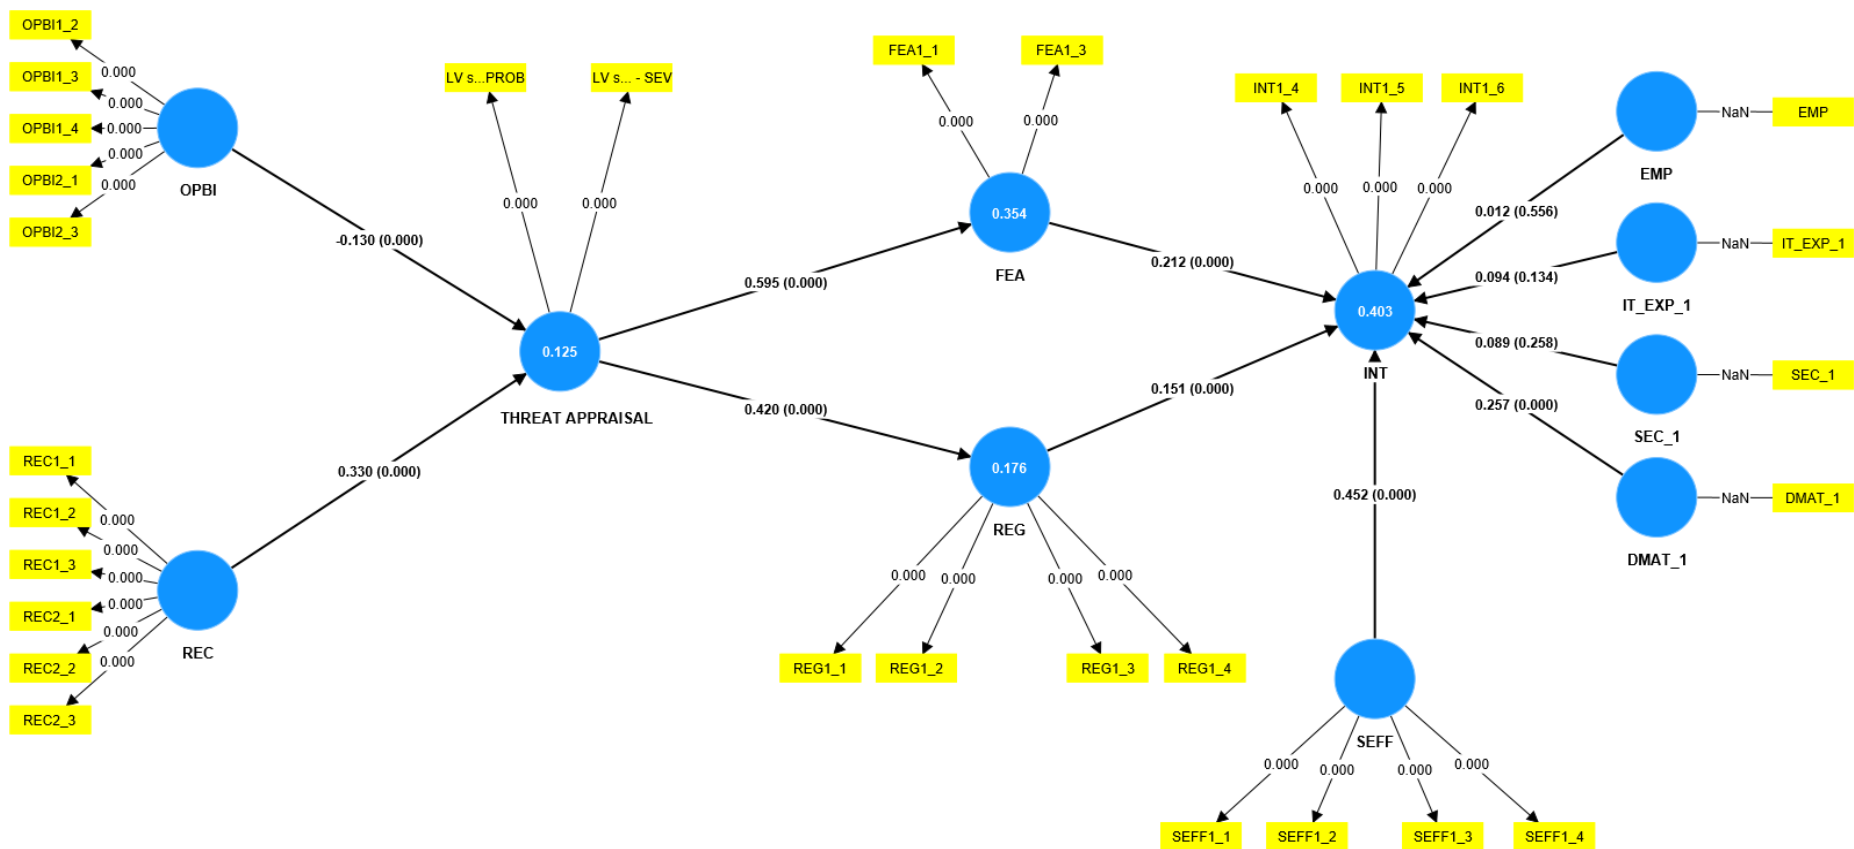 OPBI1_2
OPBI1_3
OPBI1_4
OPBI2_1
OPBI2_3
0.000
0.000
0.000
0.000
0.000
OPBI
-0.130 (0.000)
REC1_1
REC1_2
REC1_3
REC2_1
REC2_2
REC2_3
0.000
0.000
0.000
0.000
0.000
0.000
REC
0.330 (0.000)
LV s...PROB
LV s... - SEV
0.000
0.000
0.125
THREAT APPRAISAL
0.595 (0.000)
0.420 (0.000)
FEA1_1
FEA1_3
0.000
0.000
0.354
FEA
0.212 (0.000)
0.176
REG
0.151 (0.000)
0.000
0.000
0.000
0.000
REG1_1
REG1_2
REG1_3
REG1_4
INT1_4
INT1_5
INT1_6
0.000
0.000
0.000
0.403
INT
0.452 (0.000)
SEFF
0.000
0.000
0.000
0.000
SEFF1_1
SEFF1_2
SEFF1_3
SEFF1_4
0.012 (0.556)
EMP
NaN
EMP
0.094 (0.134)
IT_EXP_1
NaN
IT_EXP_1
0.089 (0.258)
SEC_1
NaN
SEC_1
0.257 (0.000)
DMAT_1
NaN
DMAT_1